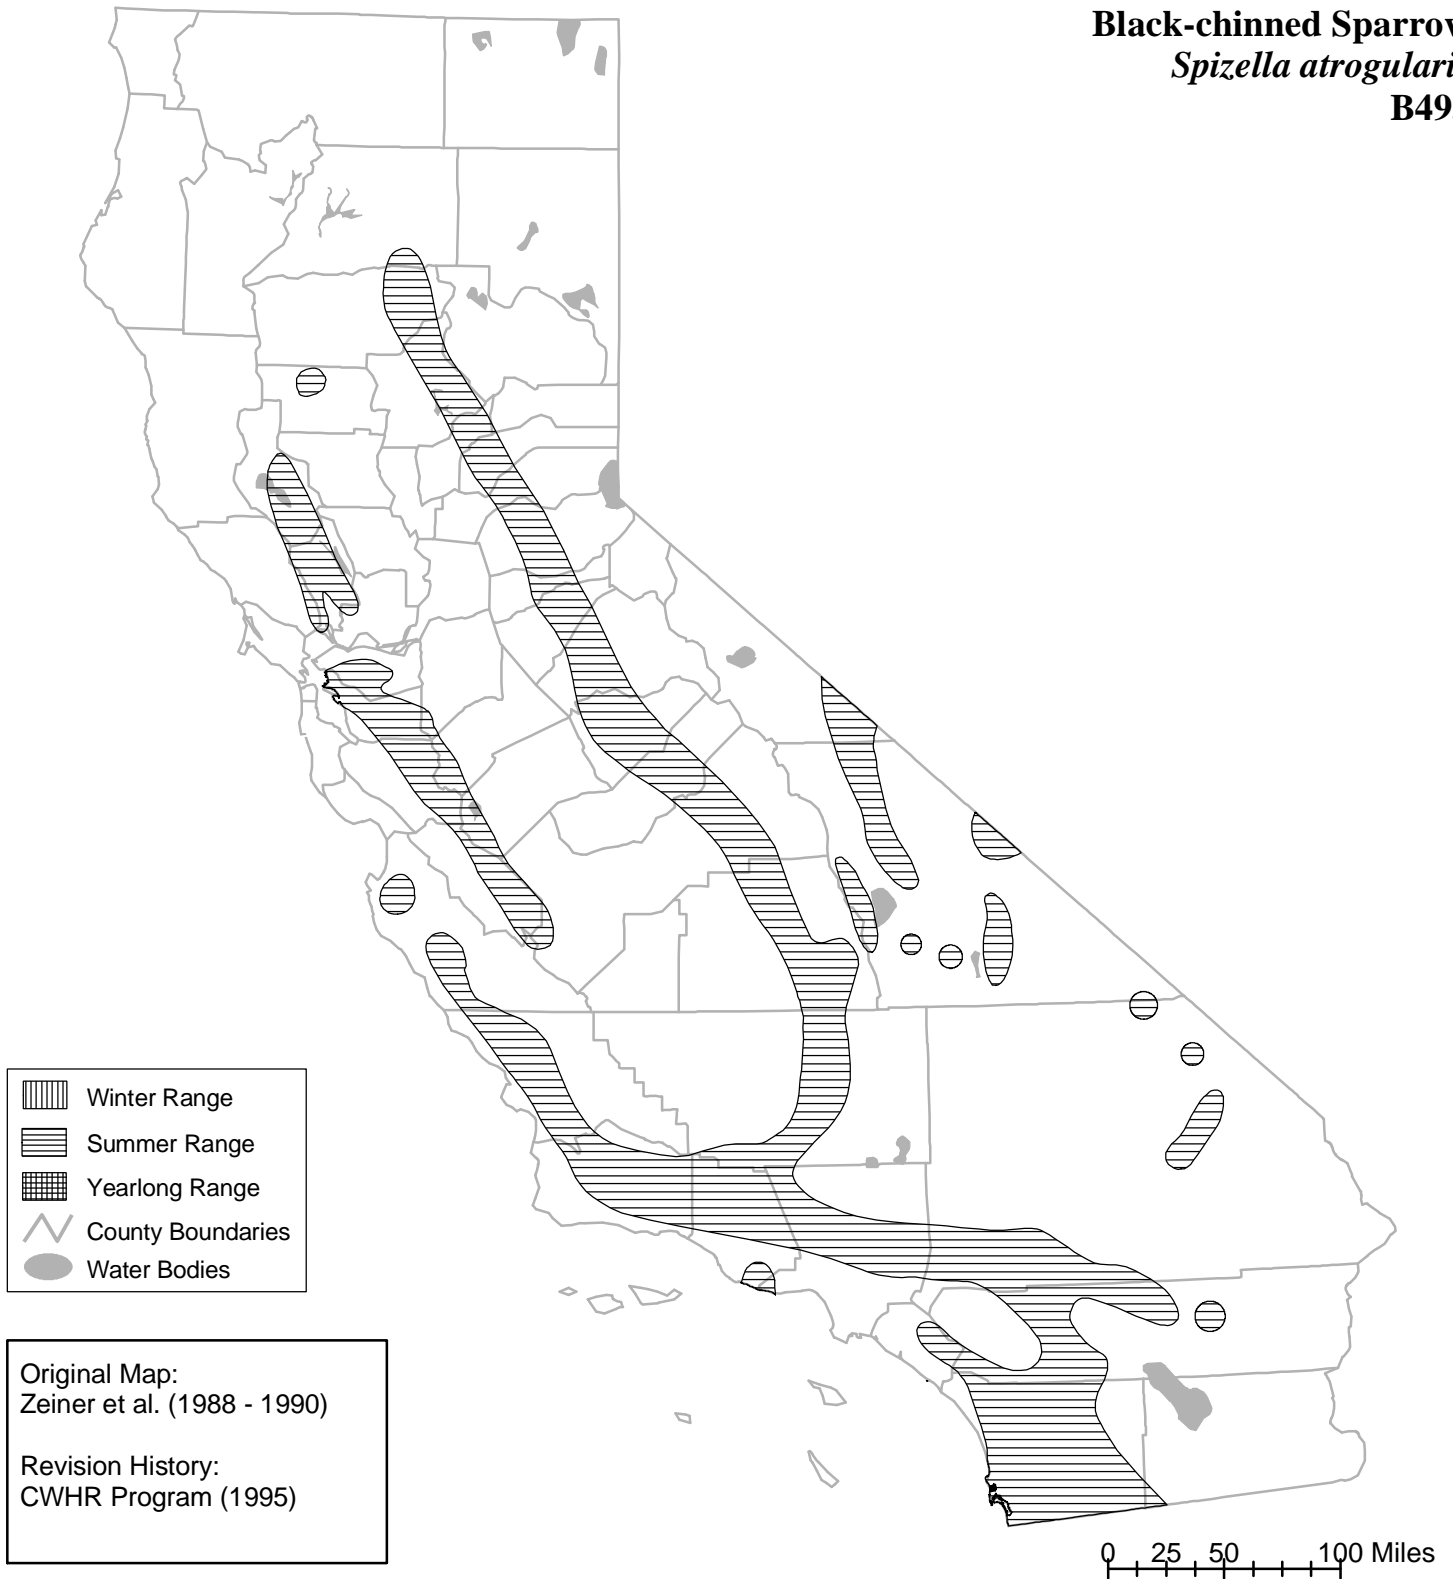 Black-chinned Sparrow
Spizella atrogulari
B49
Winter Range
Summer Range
Yearlong Range
County Boundaries
Water Bodies
Original Map:
Zeiner et al. (1988 - 1990)
Revision History:
CWHR Program (1995)
0 25 50 100 Miles